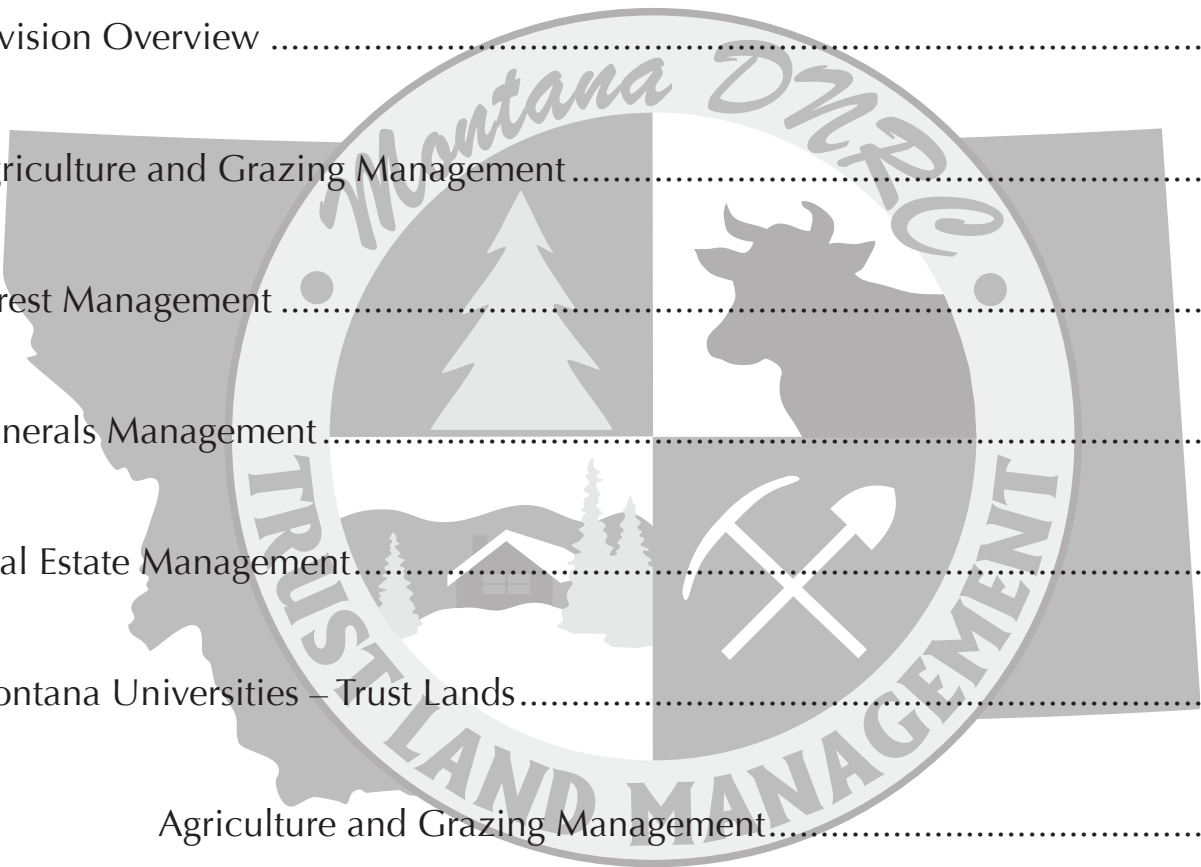 vision Overview ........................................................................................
Montana DNRC
griculture and Grazing Management ............................................................
rest Management ........................................................................................
nerals Management ........................................................................................
al Estate Management ........................................................................................
ontana Universities – Trust Lands ............................................................
TRUST LAND MANAGEMENT
Agriculture and Grazing Management ........................................